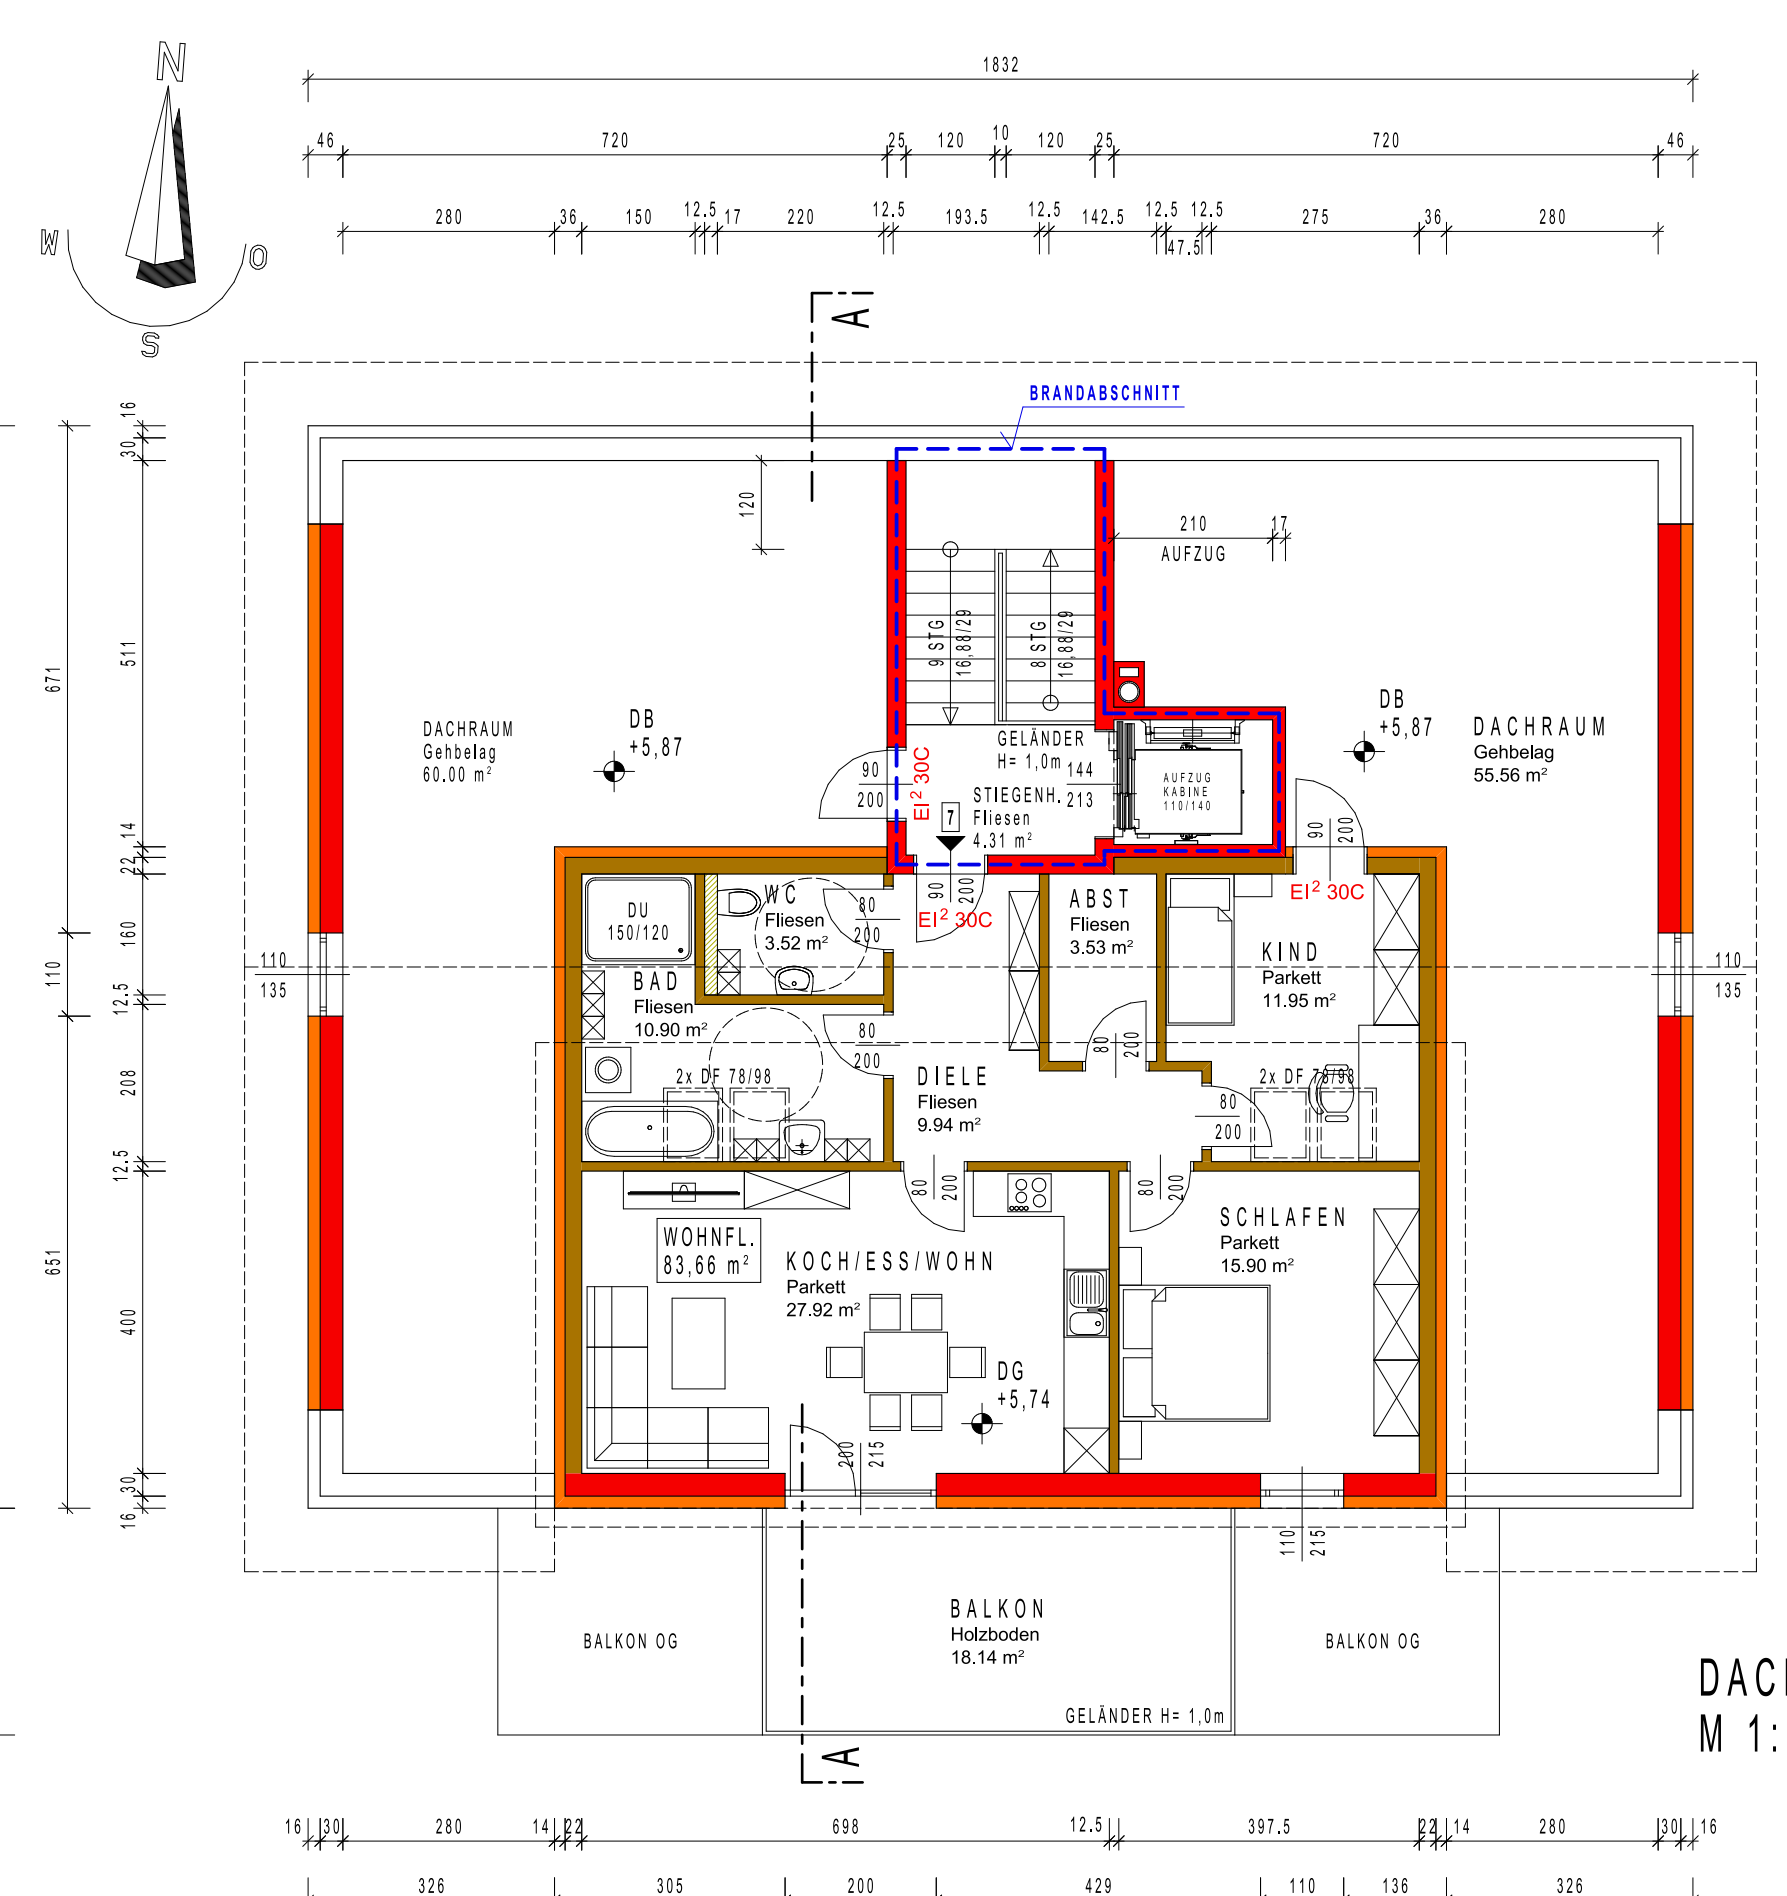 N
W
O
S
1832
46 720 25 120 10 120 25 720 46
280 36 150 12.5 17 220 12.5 193.5 12.5 142.5 12.5 47.5 12.5 275 36 280
A
BRANDABSCHNITT
16
30
511
671
14
22
160
110
12.5
208
12.5
651
400
30
16
120
210 17
AUFZUG
9 STG
16,88/29
8 STG
16,88/29
DACHRAUM
Gehbelag
60.00 m²
DB
+5,87
DB
+5,87
DACHRAUM
Gehbelag
55.56 m²
GELÄNDER
H= 1,0m
144
213
STIEGENH.
Fliesen
4.31 m²
7
90
200
EI² 30C
AUFZUG
KABINE
110/140
90
200
EI² 30C
90
200
EI² 30C
DU
150/120
WC
Fliesen
3.52 m²
80
200
ABST
Fliesen
3.53 m²
KIND
Parkett
11.95 m²
110
135
110
135
BAD
Fliesen
10.90 m²
80
200
80
200
2x DF 78/98
DIELE
Fliesen
9.94 m²
2x DF 78/98
80
200
80
200
80
200
WOHNFL.
83,66 m²
KOCH/ESS/WOHN
Parkett
27.92 m²
SCHLAFEN
Parkett
15.90 m²
DG
+5,74
200
215
110
215
BALKON OG
BALKON
Holzboden
18.14 m²
BALKON OG
GELÄNDER H= 1,0m
A
DACH
M 1:
16 30 280 14 22 698 12.5 397.5 22 14 280 30 16
326 305 200 429 110 136 326